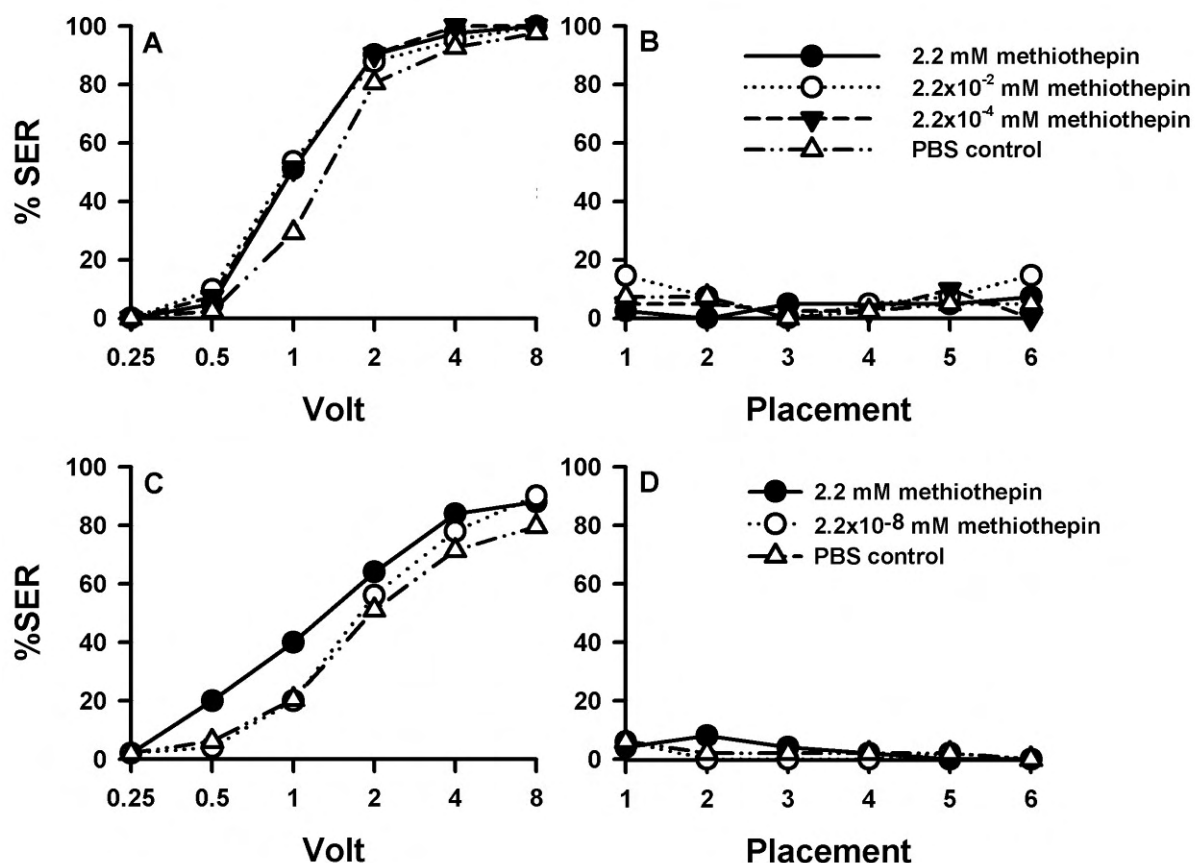 A
% SER
100
80
60
40
20
0
0.25 0.5 1 2 4 8
Volt
B
2.2 mM methiothepin
2.2x10⁻² mM methiothepin
2.2x10⁻⁴ mM methiothepin
PBS control
100
80
60
40
20
0
1 2 3 4 5 6
Placement
C
%SER
100
80
60
40
20
0
0.25 0.5 1 2 4 8
Volt
D
2.2 mM methiothepin
2.2x10⁻⁸ mM methiothepin
PBS control
100
80
60
40
20
0
1 2 3 4 5 6
Placement